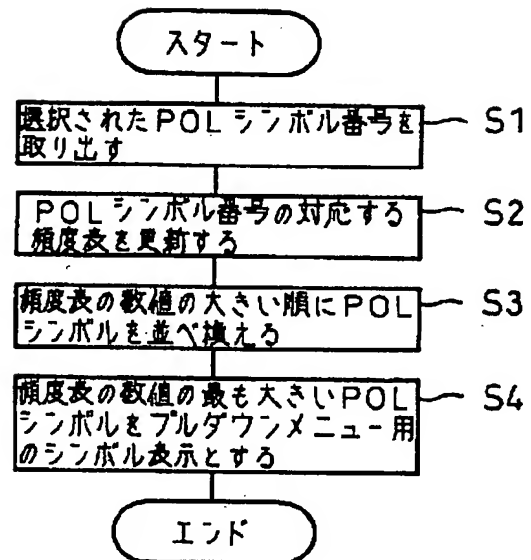 スタート
選択されたPOLシンボル番号を
取り出す
S1
POLシンボル番号の対応する
頻度表を更新する
S2
頻度表の数値の大きい順にPOL
シンボルを並べ換える
S3
頻度表の数値の最も大きいPOL
シンボルをプルダウンメニュー用
のシンボル表示とする
S4
エンド